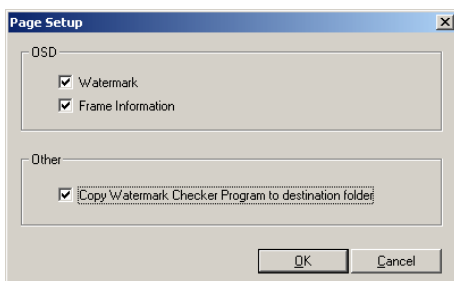 Page Setup
OSD
Watermark
Frame Information
Other
Copy Watermark Checker Program to destination folder
OK
Cancel